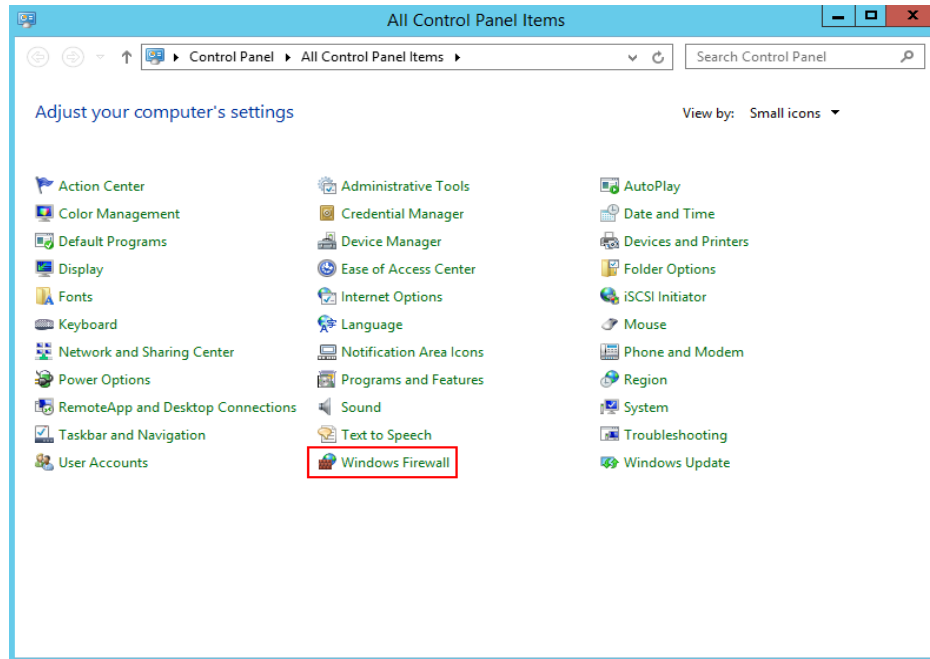 All Control Panel Items
Control Panel All Control Panel Items Search Control Panel
Adjust your computer's settings View by: Small icons
Action Center Administrative Tools AutoPlay
Color Management Credential Manager Date and Time
Default Programs Device Manager Devices and Printers
Display Ease of Access Center Folder Options
Fonts Internet Options iSCSI Initiator
Keyboard Language Mouse
Network and Sharing Center Notification Area Icons Phone and Modem
Power Options Programs and Features Region
RemoteApp and Desktop Connections Sound System
Taskbar and Navigation Text to Speech Troubleshooting
User Accounts Windows Firewall Windows Update